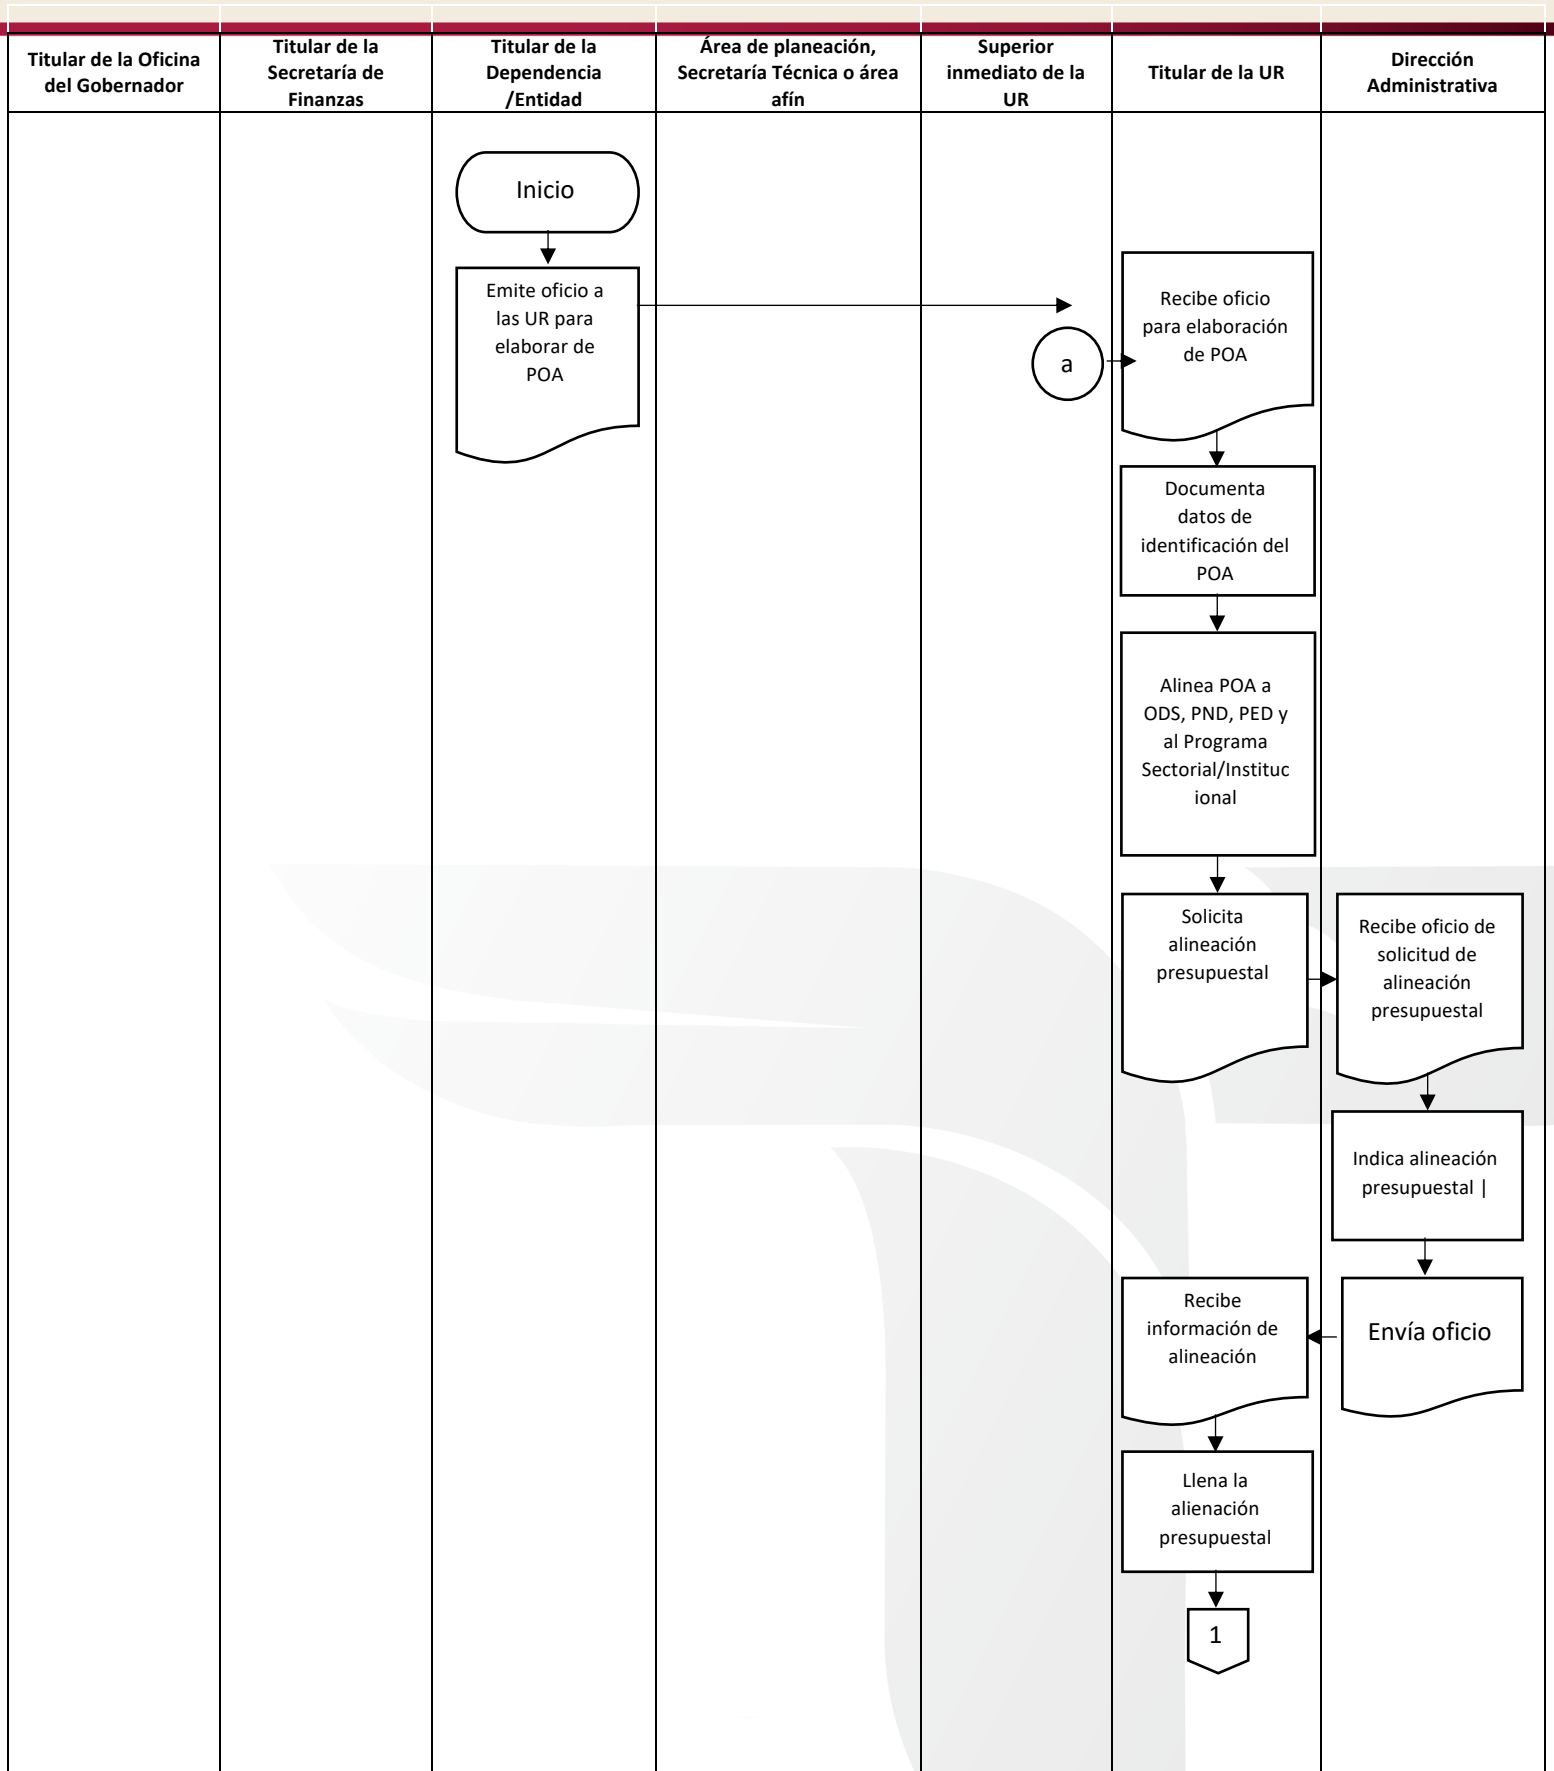 Titular de la Oficina
del Gobernador
Titular de la
Secretaría de
Finanzas
Titular de la
Dependencia
/Entidad
Área de planeación,
Secretaría Técnica o área
afín
Superior
inmediato de la
UR
Titular de la UR
Dirección
Administrativa
Inicio
Emite oficio a
las UR para
elaborar de
POA
a
Recibe oficio
para elaboración
de POA
Documenta
datos de
identificación del
POA
Alinea POA a
ODS, PND, PED y
al Programa
Sectorial/Instituc
ional
Solicita
alineación
presupuestal
Recibe oficio de
solicitud de
alineación
presupuestal
Indica alineación
presupuestal |
Envía oficio
Recibe
información de
alineación
Llena la
alienación
presupuestal
1